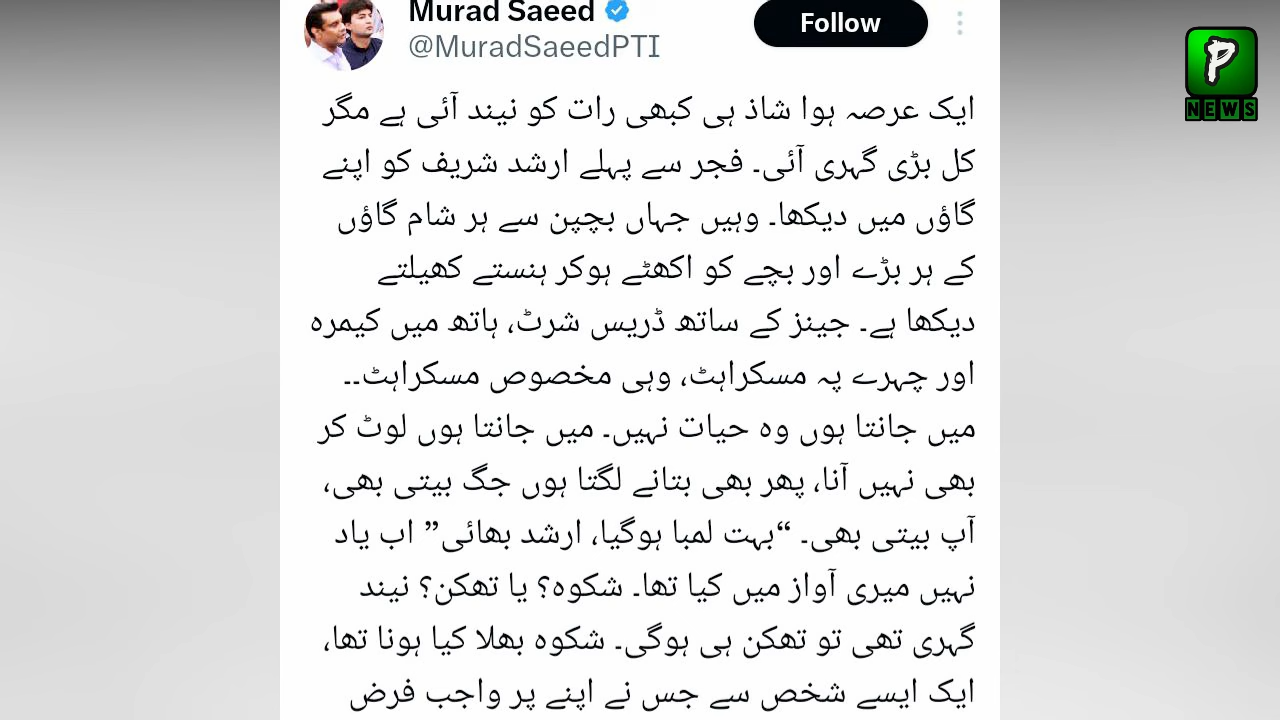 Murad Saeed
@MuradSaeedPTI
Follow
P
NEWS
ایک عرصہ ہوا شاذ ہی کبھی رات کو نیند آئی ہے مگر
کل بڑی گہری آئی۔ فجر سے پہلے ارشد شریف کو اپنے
گاؤں میں دیکھا۔ وہیں جہاں بچپن سے ہر شام گاؤں
کے ہر بڑے اور بچے کو اکھٹے ہوکر ہنستے کھیلتے
دیکھا ہے۔ جینز کے ساتھ ڈریس شرٹ، ہاتھ میں کیمرہ
اور چہرے پہ مسکراہٹ، وہی مخصوص مسکراہٹ۔۔
میں جانتا ہوں وہ حیات نہیں۔ میں جانتا ہوں لوٹ کر
بھی نہیں آنا، پھر بھی بتانے لگتا ہوں جگ بیتی بھی،
آپ بیتی بھی۔ “بہت لمبا ہوگیا، ارشد بھائی” اب یاد
نہیں میری آواز میں کیا تھا۔ شکوہ؟ یا تھکن؟ نیند
گہری تھی تو تھکن ہی ہوگی۔ شکوہ بھلا کیا ہونا تھا،
ایک ایسے شخص سے جس نے اپنے پر واجب فرض